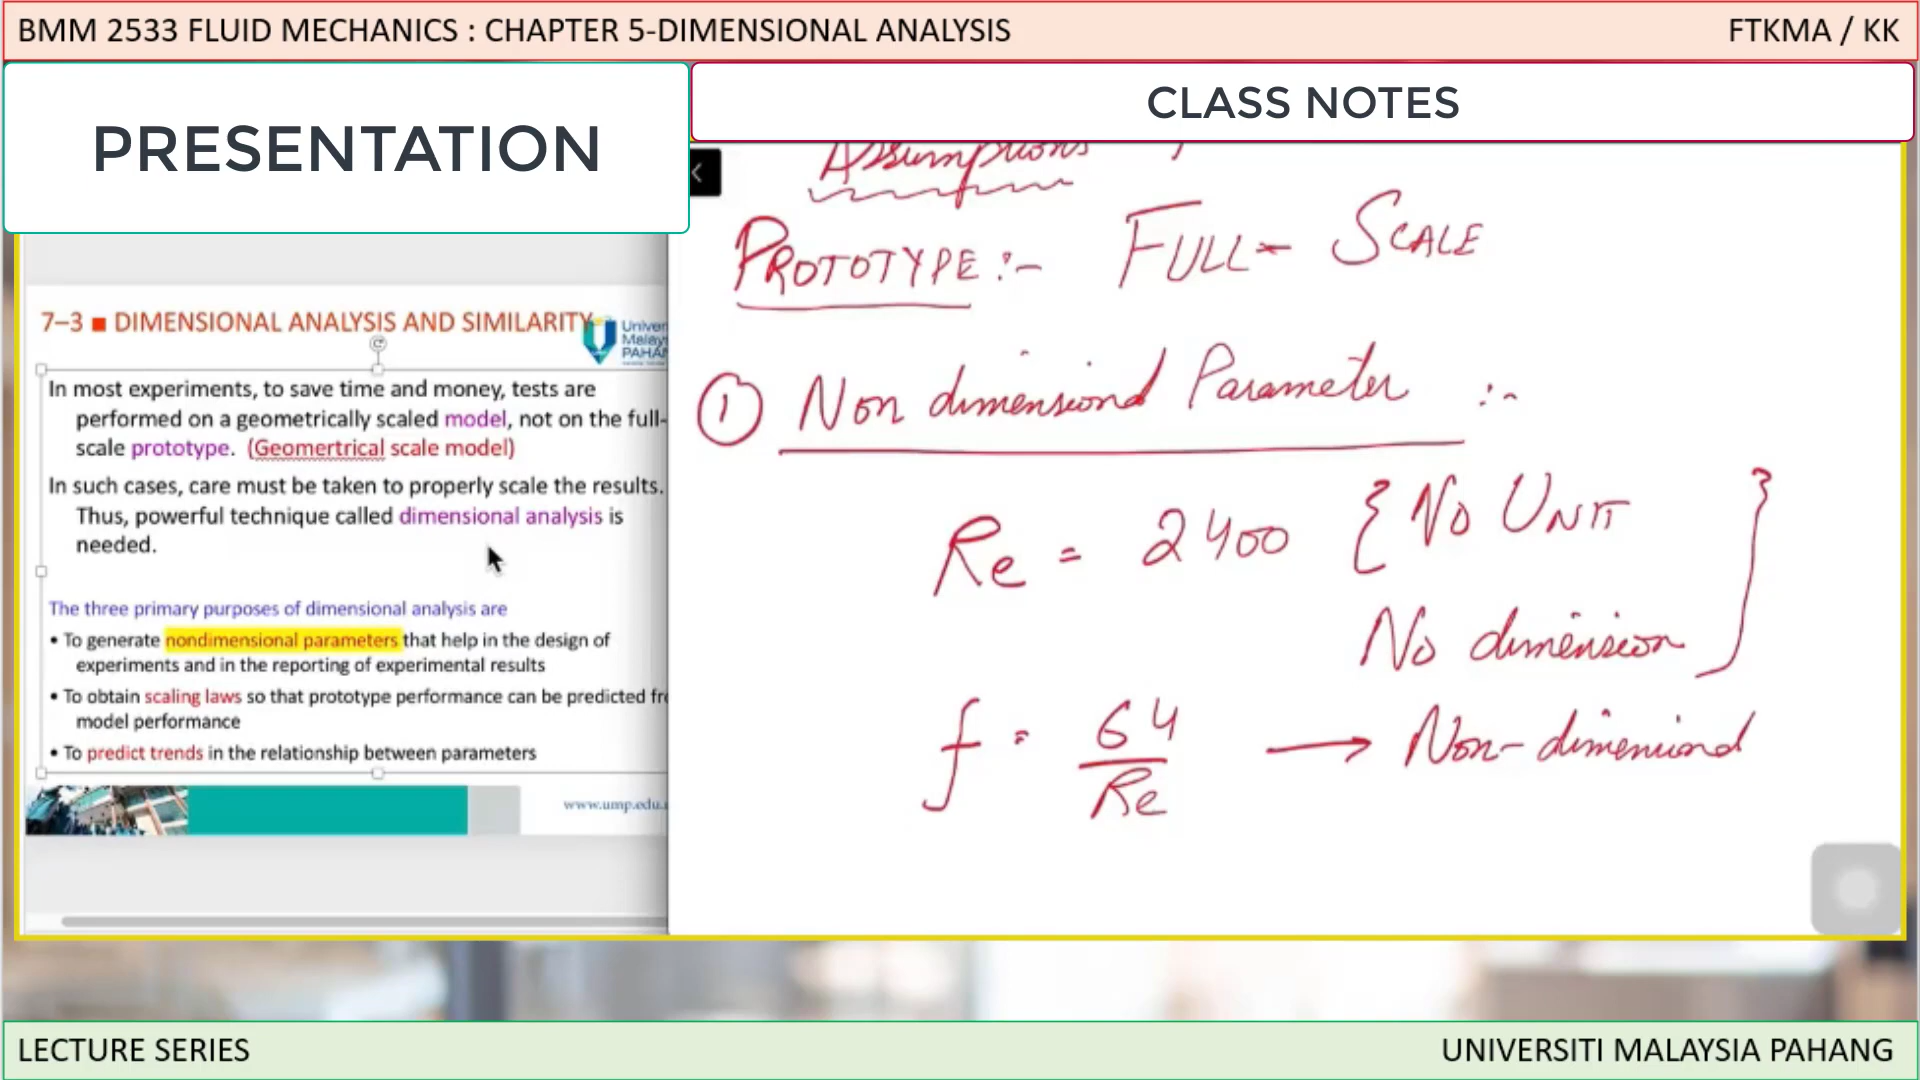 BMM 2533 FLUID MECHANICS : CHAPTER 5-DIMENSIONAL ANALYSIS
FTKMA / KK
PRESENTATION
CLASS NOTES
7–3 ■ DIMENSIONAL ANALYSIS AND SIMILARITY
In most experiments, to save time and money, tests are
performed on a geometrically scaled model, not on the full-
scale prototype. (Geomertrical scale model)
In such cases, care must be taken to properly scale the results.
Thus, powerful technique called dimensional analysis is
needed.
The three primary purposes of dimensional analysis are
• To generate nondimensional parameters that help in the design of
experiments and in the reporting of experimental results
• To obtain scaling laws so that prototype performance can be predicted
model performance
• To predict trends in the relationship between parameters
www.ump.edu.
Assumptions
PROTOTYPE :- FULL- SCALE
① Non dimensional Parameter :-
Re = 2400 { No UNIT
No dimension }
f = 64/Re → Non-dimensional
LECTURE SERIES
UNIVERSITI MALAYSIA PAHANG